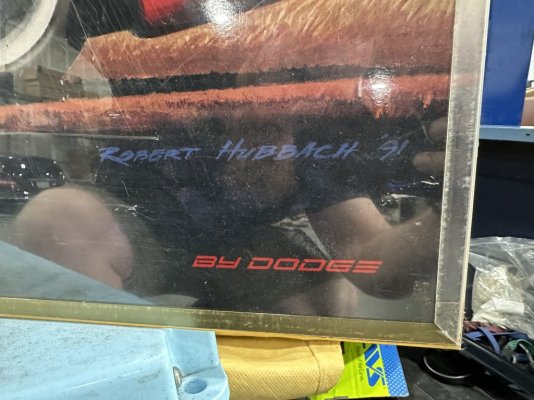 ROBERT HUBBACH '91
BY DODGE